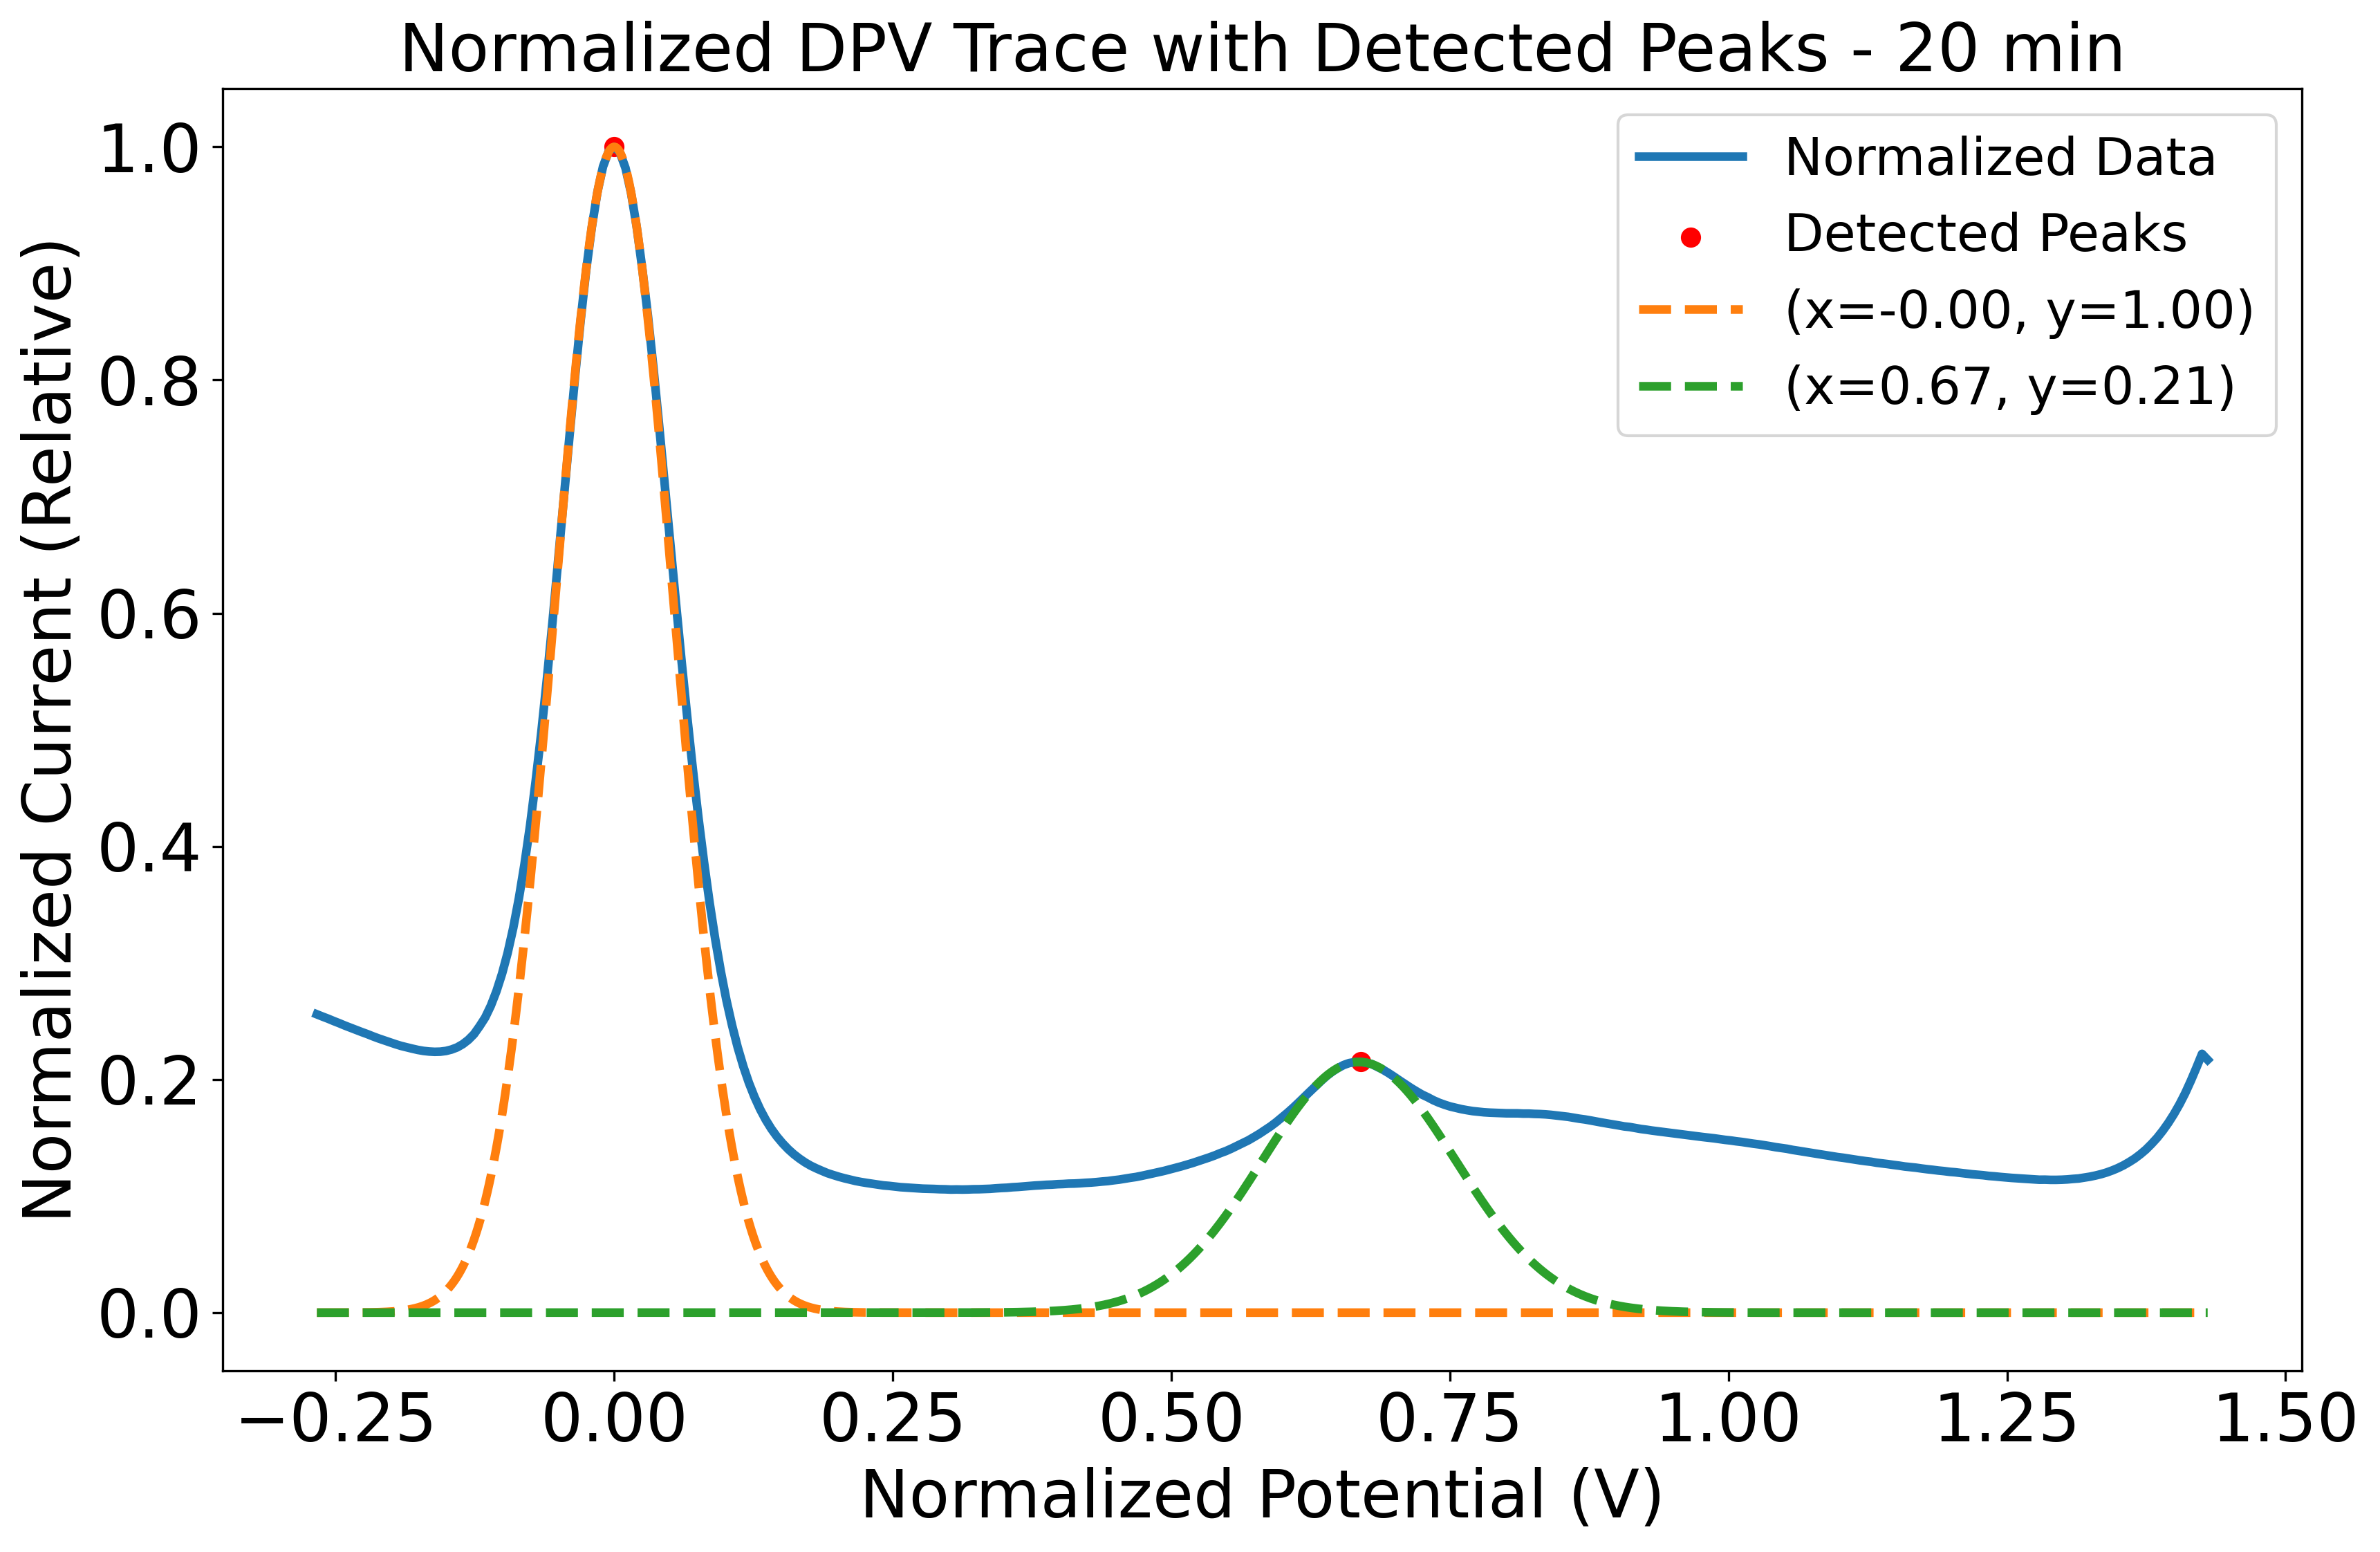 Normalized DPV Trace with Detected Peaks - 20 min
Normalized Current (Relative)
1.0
0.8
0.6
0.4
0.2
0.0
Normalized Data
Detected Peaks
(x=-0.00, y=1.00)
(x=0.67, y=0.21)
−0.25 0.00 0.25 0.50 0.75 1.00 1.25 1.50
Normalized Potential (V)